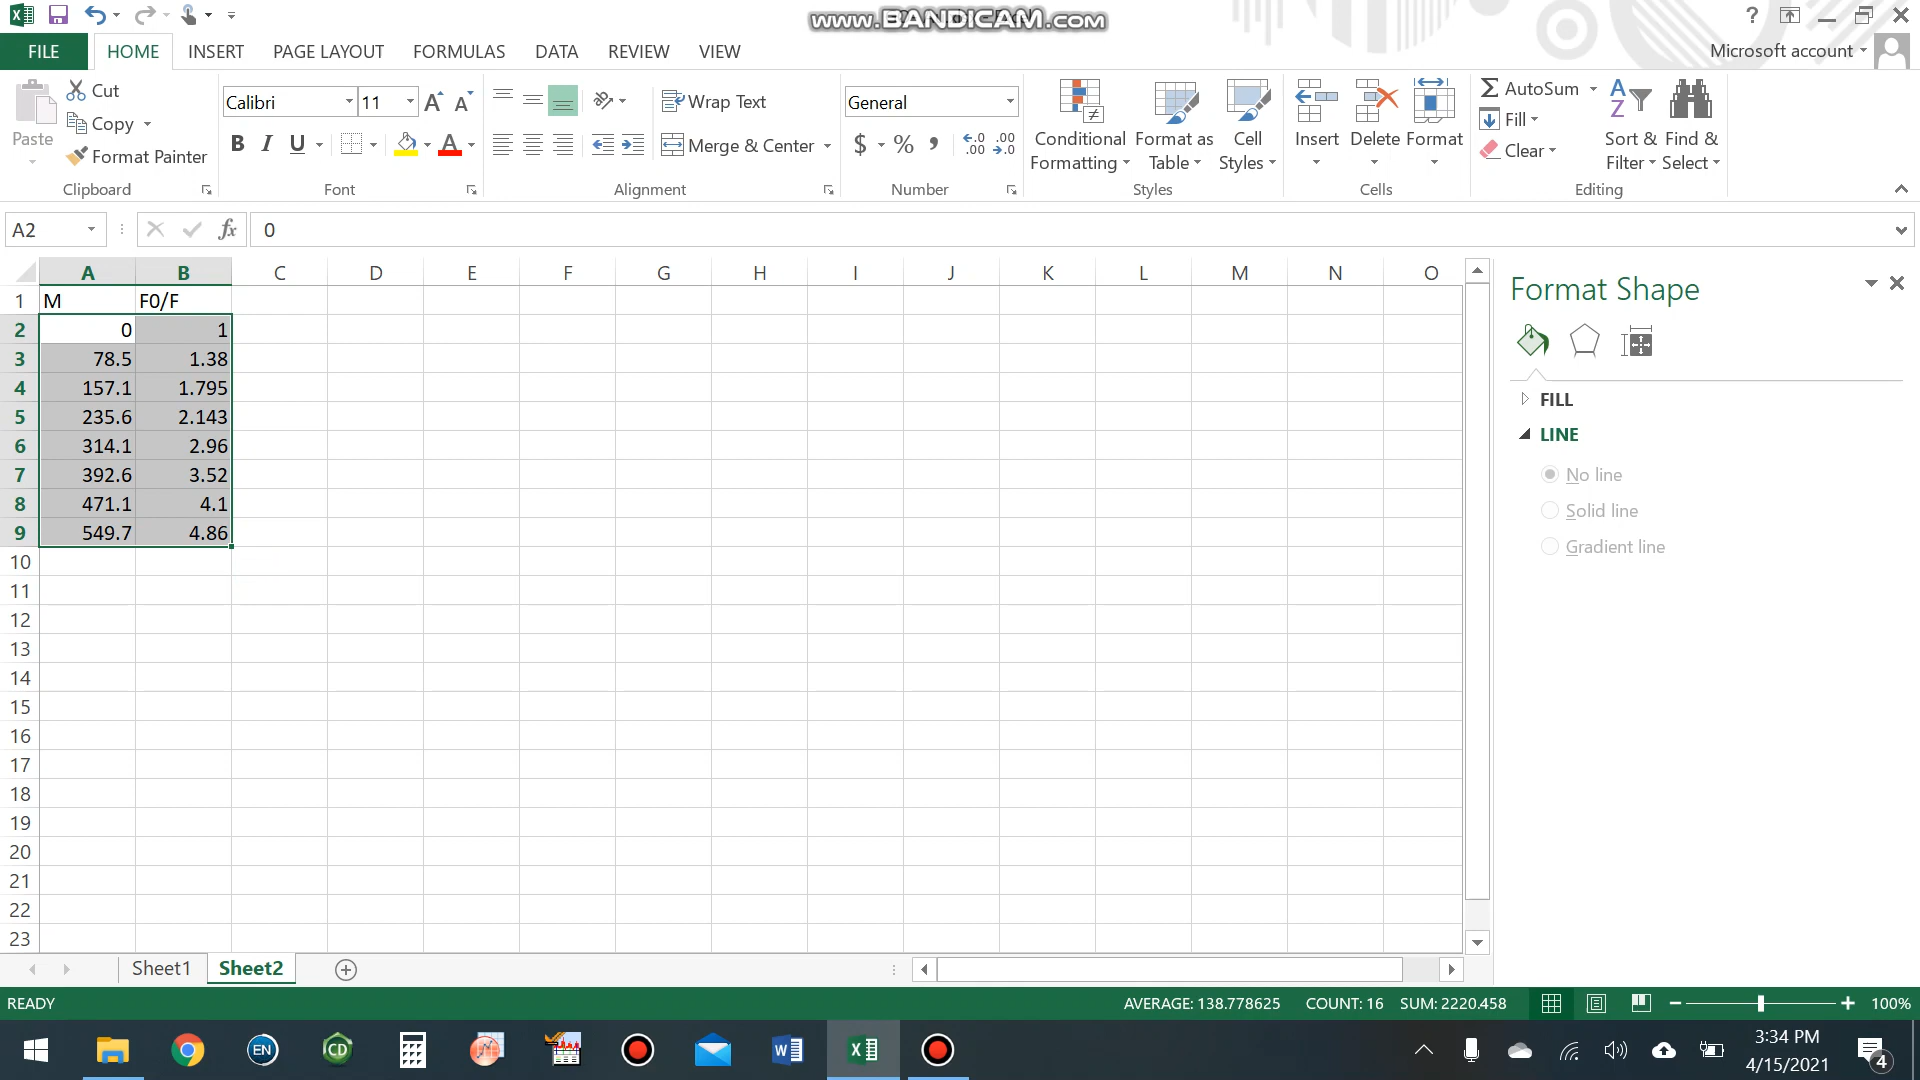 www.BANDICAM.com
FILE HOME INSERT PAGE LAYOUT FORMULAS DATA REVIEW VIEW
Microsoft account
Paste
Cut
Copy
Format Painter
Clipboard
Calibri 11
B I U
Font
Wrap Text
Merge & Center
Alignment
General
$ % ,
Number
Conditional Formatting
Format as Table
Cell Styles
Styles
Insert Delete Format
Cells
AutoSum
Fill
Clear
Sort & Filter
Find & Select
Editing
A2 fx 0
A B C D E F G H I J K L M N O
1 M F0/F
2 0 1
3 78.5 1.38
4 157.1 1.795
5 235.6 2.143
6 314.1 2.96
7 392.6 3.52
8 471.1 4.1
9 549.7 4.86
10
11
12
13
14
15
16
17
18
19
20
21
22
23
Format Shape
FILL
LINE
No line
Solid line
Gradient line
Sheet1 Sheet2
READY AVERAGE: 138.778625 COUNT: 16 SUM: 2220.458 100%
EN CD
3:34 PM
4/15/2021
4